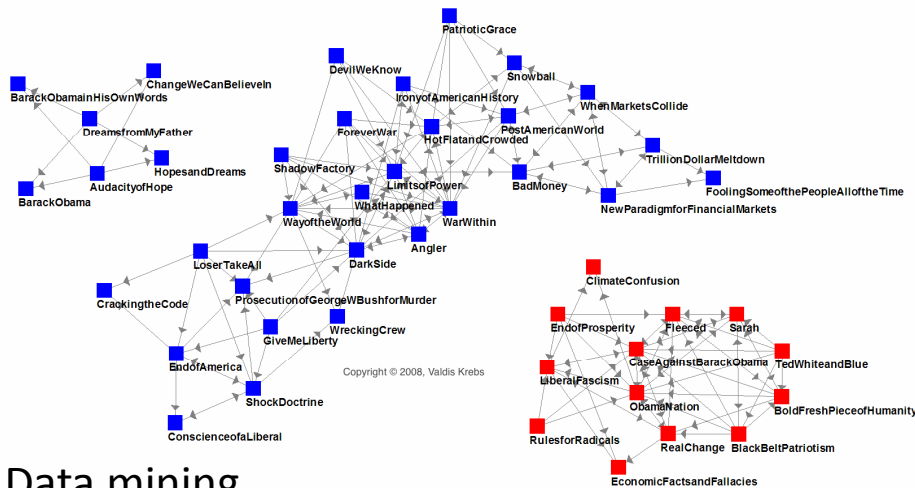 PatrioticGrace
DevilWeKnow
Snowball
ChangeWeCanBelieveIn
BarackObamainHisOwnWords
IronyofAmericanHistory
WhenMarketsCollide
DreamsfromMyFather
ForeverWar
HotFlatandCrowded
PostAmericanWorld
TrillionDollarMeltdown
HopesandDreams
ShadowFactory
LimitsofPower
BadMoney
FoolingSomeofthePeopleAlloftheTime
AudacityofHope
BarackObama
WhatHappened
NewParadigmforFinancialMarkets
WayoftheWorld
WarWithin
Angler
DarkSide
LoserTakeAll
ClimateConfusion
CrackingtheCode
ProsecutionofGeorgeWBushforMurder
WreckingCrew
GiveMeLiberty
EndofProsperity
Fleeced
Sarah
EndofAmerica
CaseAgainstBarackObama
TedWhiteandBlue
Copyright © 2008, Valdis Krebs
LiberalFascism
ShockDoctrine
ObamaNation
BoldFreshPieceofHumanity
ConscienceofaLiberal
RulesforRadicals
RealChange
BlackBeltPatriotism
Data mining
EconomicFactsandFallacies